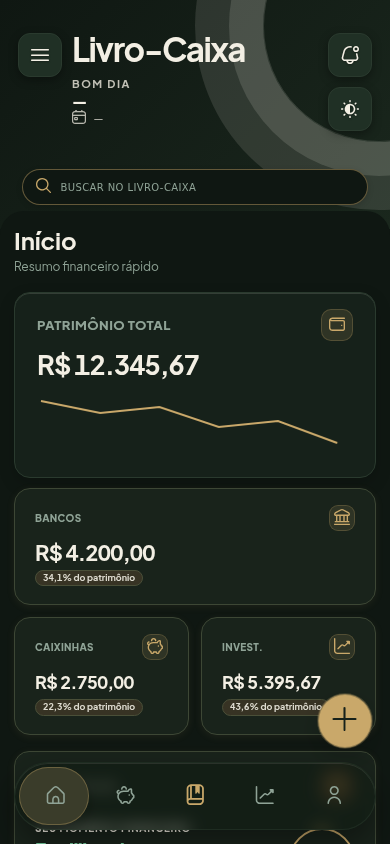 Livro-Caixa
BOM DIA
—
—
BUSCAR NO LIVRO-CAIXA
Início
Resumo financeiro rápido
PATRIMÔNIO TOTAL
R$ 12.345,67
BANCOS
R$ 4.200,00
34,1% do patrimônio
CAIXINHAS
R$ 2.750,00
22,3% do patrimônio
INVEST.
R$ 5.395,67
43,6% do patrimônio